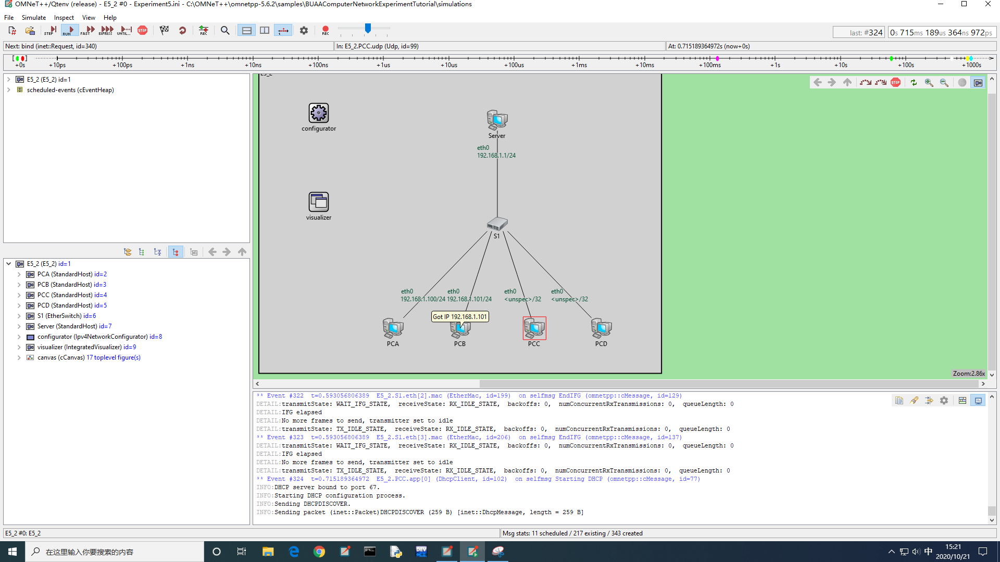 OMNeT++/Qtenv (release) - E5_2 #0 - Experiment5.ini - C:\OMNeT++\omnetpp-5.6.2\samples\BUAAComputerNetworkExperimentTutorial\simulations
File Simulate Inspect View Help
STEP RUN FAST EXPRESS UNTIL... STOP REC REC
last: #324 0s 715ms 189us 364ns 972ps
Next: bind (inet::Request, id=340) In: E5_2.PCC.udp (Udp, id=99) At: 0.715189364972s (now+0s)
+0s +10ps +100ps +1ns +10ns +100ns +1us +10us +100us +1ms +10ms +100ms +1s +10s +100s +1000s
E5_2 (E5_2) id=1
scheduled-events (cEventHeap)
E5_2 (E5_2) id=1
PCA (StandardHost) id=2
PCB (StandardHost) id=3
PCC (StandardHost) id=4
PCD (StandardHost) id=5
S1 (EtherSwitch) id=6
Server (StandardHost) id=7
configurator (Ipv4NetworkConfigurator) id=8
visualizer (IntegratedVisualizer) id=9
canvas (cCanvas) 17 toplevel figure(s)
E5_2
STOP
configurator
Server
eth0
192.168.1.1/24
visualizer
S1
eth0 eth0 eth0 eth0
192.168.1.100/24 192.168.1.101/24 <unspec>/32 <unspec>/32
Got IP 192.168.1.101
PCA PCB PCC PCD
Zoom:2.86x
** Event #322 t=0.593056806389 E5_2.S1.eth[2].mac (EtherMac, id=199) on selfmsg EndIFG (omnetpp::cMessage, id=129)
DETAIL:transmitState: WAIT_IFG_STATE, receiveState: RX_IDLE_STATE, backoffs: 0, numConcurrentRxTransmissions: 0, queueLength: 0
DETAIL:IFG elapsed
DETAIL:No more frames to send, transmitter set to idle
DETAIL:transmitState: TX_IDLE_STATE, receiveState: RX_IDLE_STATE, backoffs: 0, numConcurrentRxTransmissions: 0, queueLength: 0
** Event #323 t=0.593056806389 E5_2.S1.eth[3].mac (EtherMac, id=206) on selfmsg EndIFG (omnetpp::cMessage, id=137)
DETAIL:transmitState: WAIT_IFG_STATE, receiveState: RX_IDLE_STATE, backoffs: 0, numConcurrentRxTransmissions: 0, queueLength: 0
DETAIL:IFG elapsed
DETAIL:No more frames to send, transmitter set to idle
DETAIL:transmitState: TX_IDLE_STATE, receiveState: RX_IDLE_STATE, backoffs: 0, numConcurrentRxTransmissions: 0, queueLength: 0
** Event #324 t=0.715189364972 E5_2.PCC.app[0] (DhcpClient, id=102) on selfmsg Starting DHCP (omnetpp::cMessage, id=77)
INFO:DHCP server bound to port 67.
INFO:Starting DHCP configuration process.
INFO:Sending DHCPDISCOVER.
INFO:Sending packet (inet::Packet)DHCPDISCOVER (259 B) [inet::DhcpMessage, length = 259 B]
E5_2 #0: E5_2 Msg stats: 11 scheduled / 217 existing / 343 created
在这里输入你要搜索的内容
DEV
中
15:21
2020/10/21